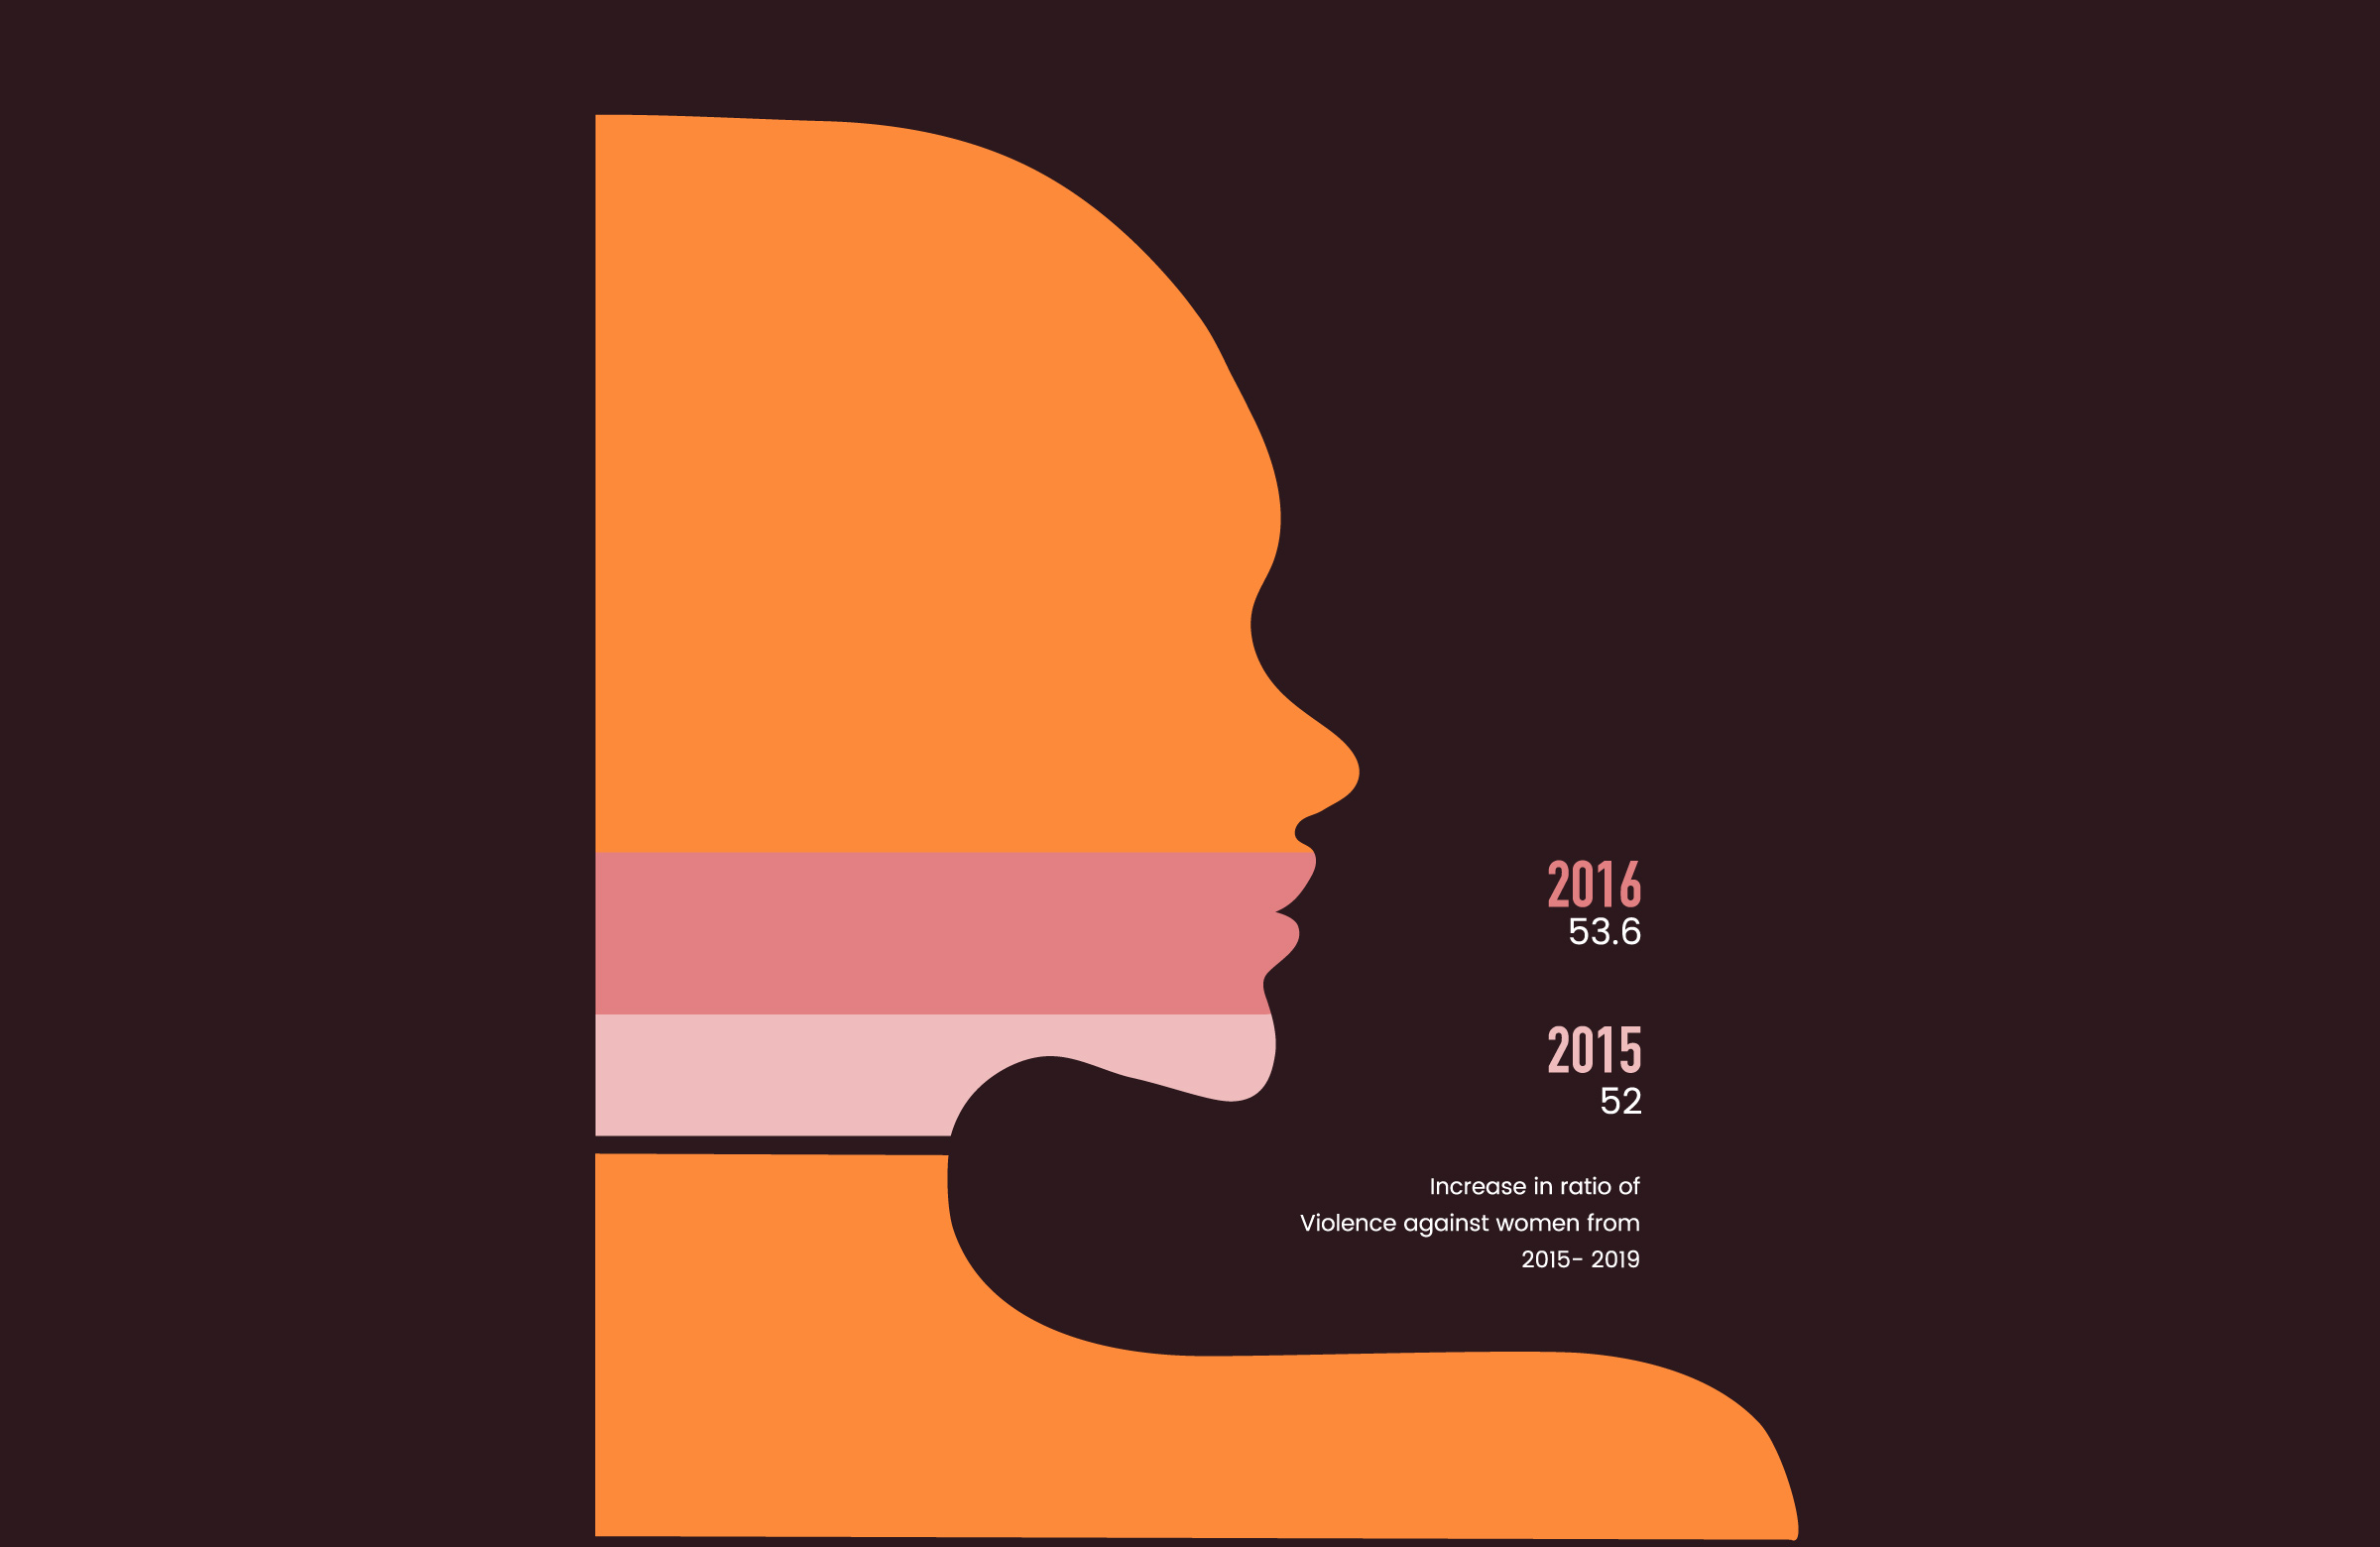 2016
53.6
2015
52
Increase in ratio of
Violence against women from
2015- 2019